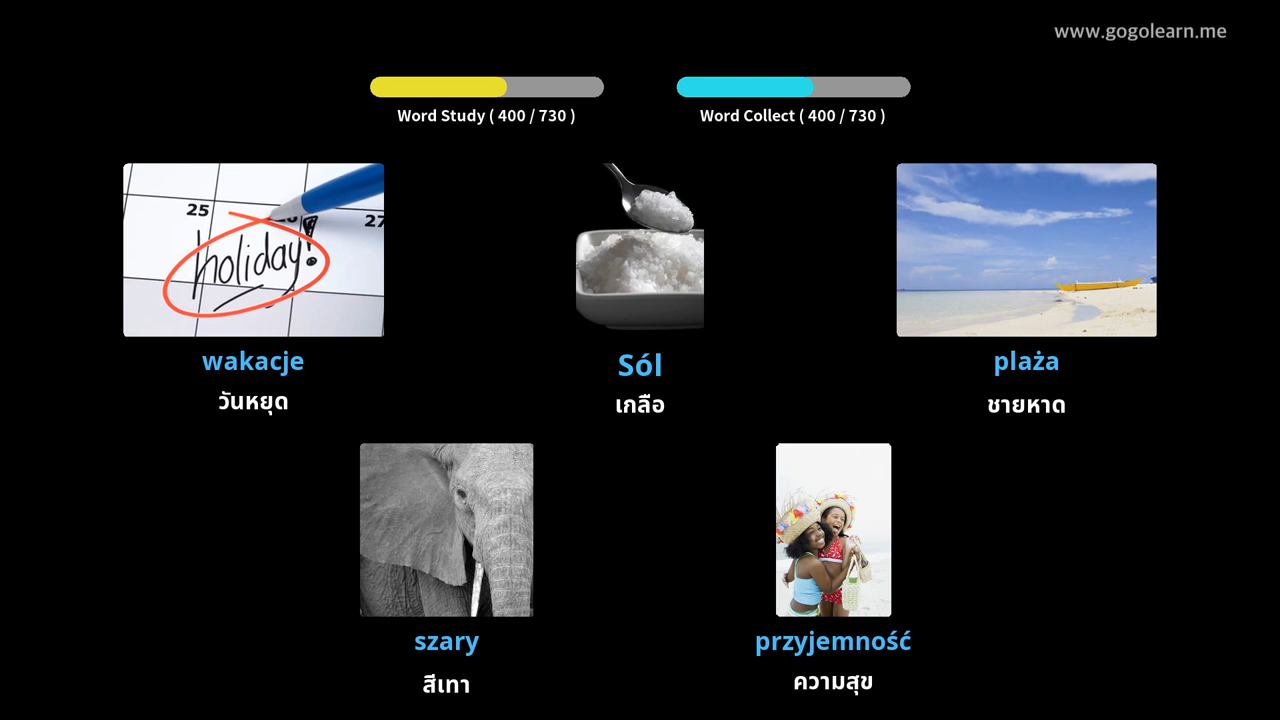 www.gogolearn.me
Word Study ( 400 / 730 )
Word Collect ( 400 / 730 )
25
27
holiday!
wakacje
วันหยุด
Sól
เกลือ
plaża
ชายหาด
szary
สีเทา
przyjemność
ความสุข